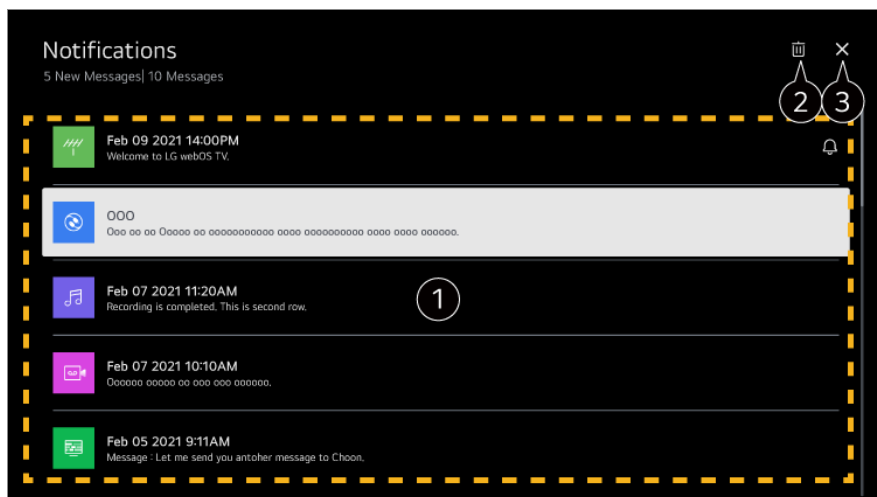 Notifications
5 New Messages| 10 Messages
2
3
Feb 09 2021 14:00PM
Welcome to LG webOS TV.
OOO
Ooo oo oo Ooooo oo ooooooooooo oooo oooooooooo oooo oooo oooooo.
Feb 07 2021 11:20AM
Recording is completed. This is second row.
1
Feb 07 2021 10:10AM
Oooooo ooooo oo ooo ooo oooooo.
Feb 05 2021 9:11AM
Message : Let me send you antoher message to Choon.